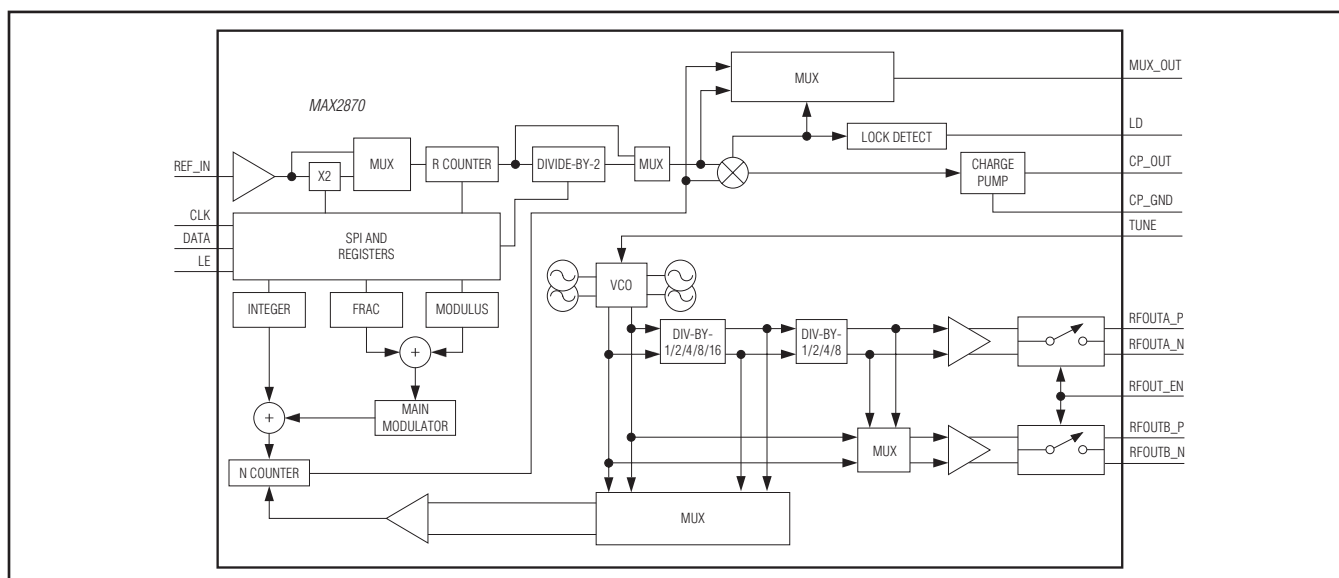 MAX2870
REF_IN
CLK
DATA
LE
X2
MUX
R COUNTER
DIVIDE-BY-2
MUX
MUX
LOCK DETECT
CHARGE
PUMP
MUX_OUT
LD
CP_OUT
CP_GND
TUNE
SPI AND
REGISTERS
INTEGER
FRAC
MODULUS
+
MAIN
MODULATOR
+
N COUNTER
VCO
DIV-BY-
1/2/4/8/16
DIV-BY-
1/2/4/8
MUX
MUX
RFOUTA_P
RFOUTA_N
RFOUT_EN
RFOUTB_P
RFOUTB_N